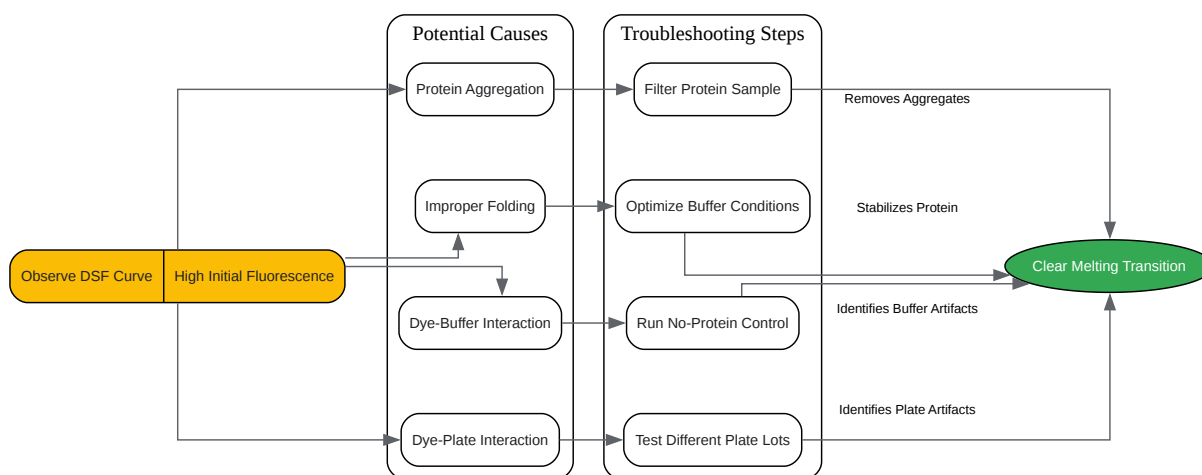 Potential Causes
Troubleshooting Steps
Protein Aggregation
Filter Protein Sample
Removes Aggregates
Improper Folding
Optimize Buffer Conditions
Stabilizes Protein
Observe DSF Curve
High Initial Fluorescence
Clear Melting Transition
Dye-Buffer Interaction
Run No-Protein Control
Identifies Buffer Artifacts
Dye-Plate Interaction
Test Different Plate Lots
Identifies Plate Artifacts